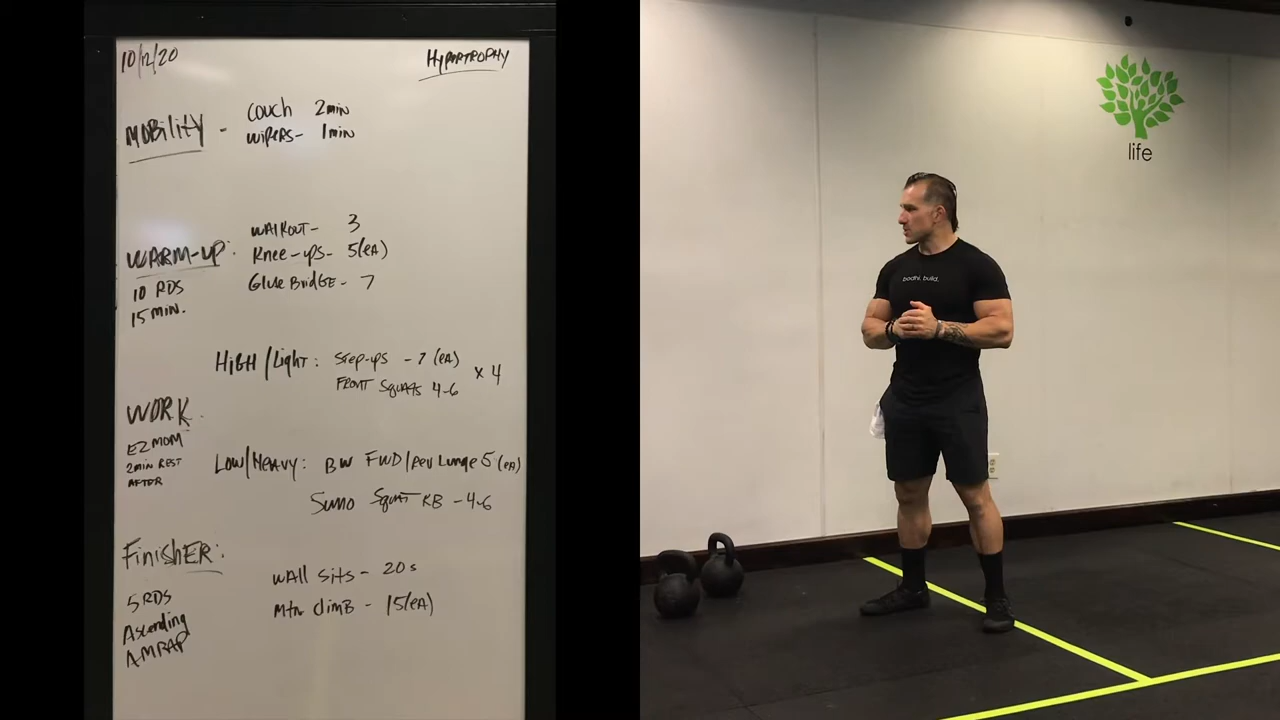 10/12/20
HYPERTROPHY
MOBILITY - COUCH 2min
WIPERS - 1min
WARM-UP: WALKOUT - 3
10 RDS Knee-ups - 5(EA)
15 MIN. Glute BRIDGE - 7
HIGH/Light: Step-ups - 7 (EA) x 4
FRONT SQUATS 4-6
WORK.
EZ MOM
2min REST
AFTER
LOW/HEAVY: BW FWD/Rev Lunge 5 (EA)
Sumo Squat KB - 4-6
FinishER:
WALL Sits - 20s
5 RDS
Mtn climB - 15(EA)
Ascending
AMRAP
life
bodhi. build.